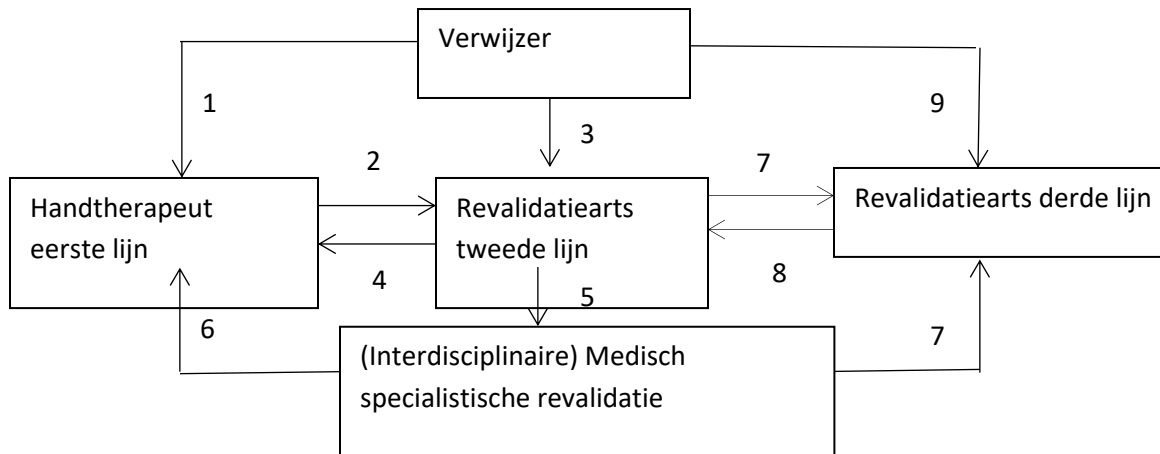 Verwijzer
1
3
9
2
7
Handtherapeut
eerste lijn
Revalidatiearts
tweede lijn
Revalidatiearts derde lijn
4
8
5
6
7
(Interdisciplinaire) Medisch
specialistische revalidatie